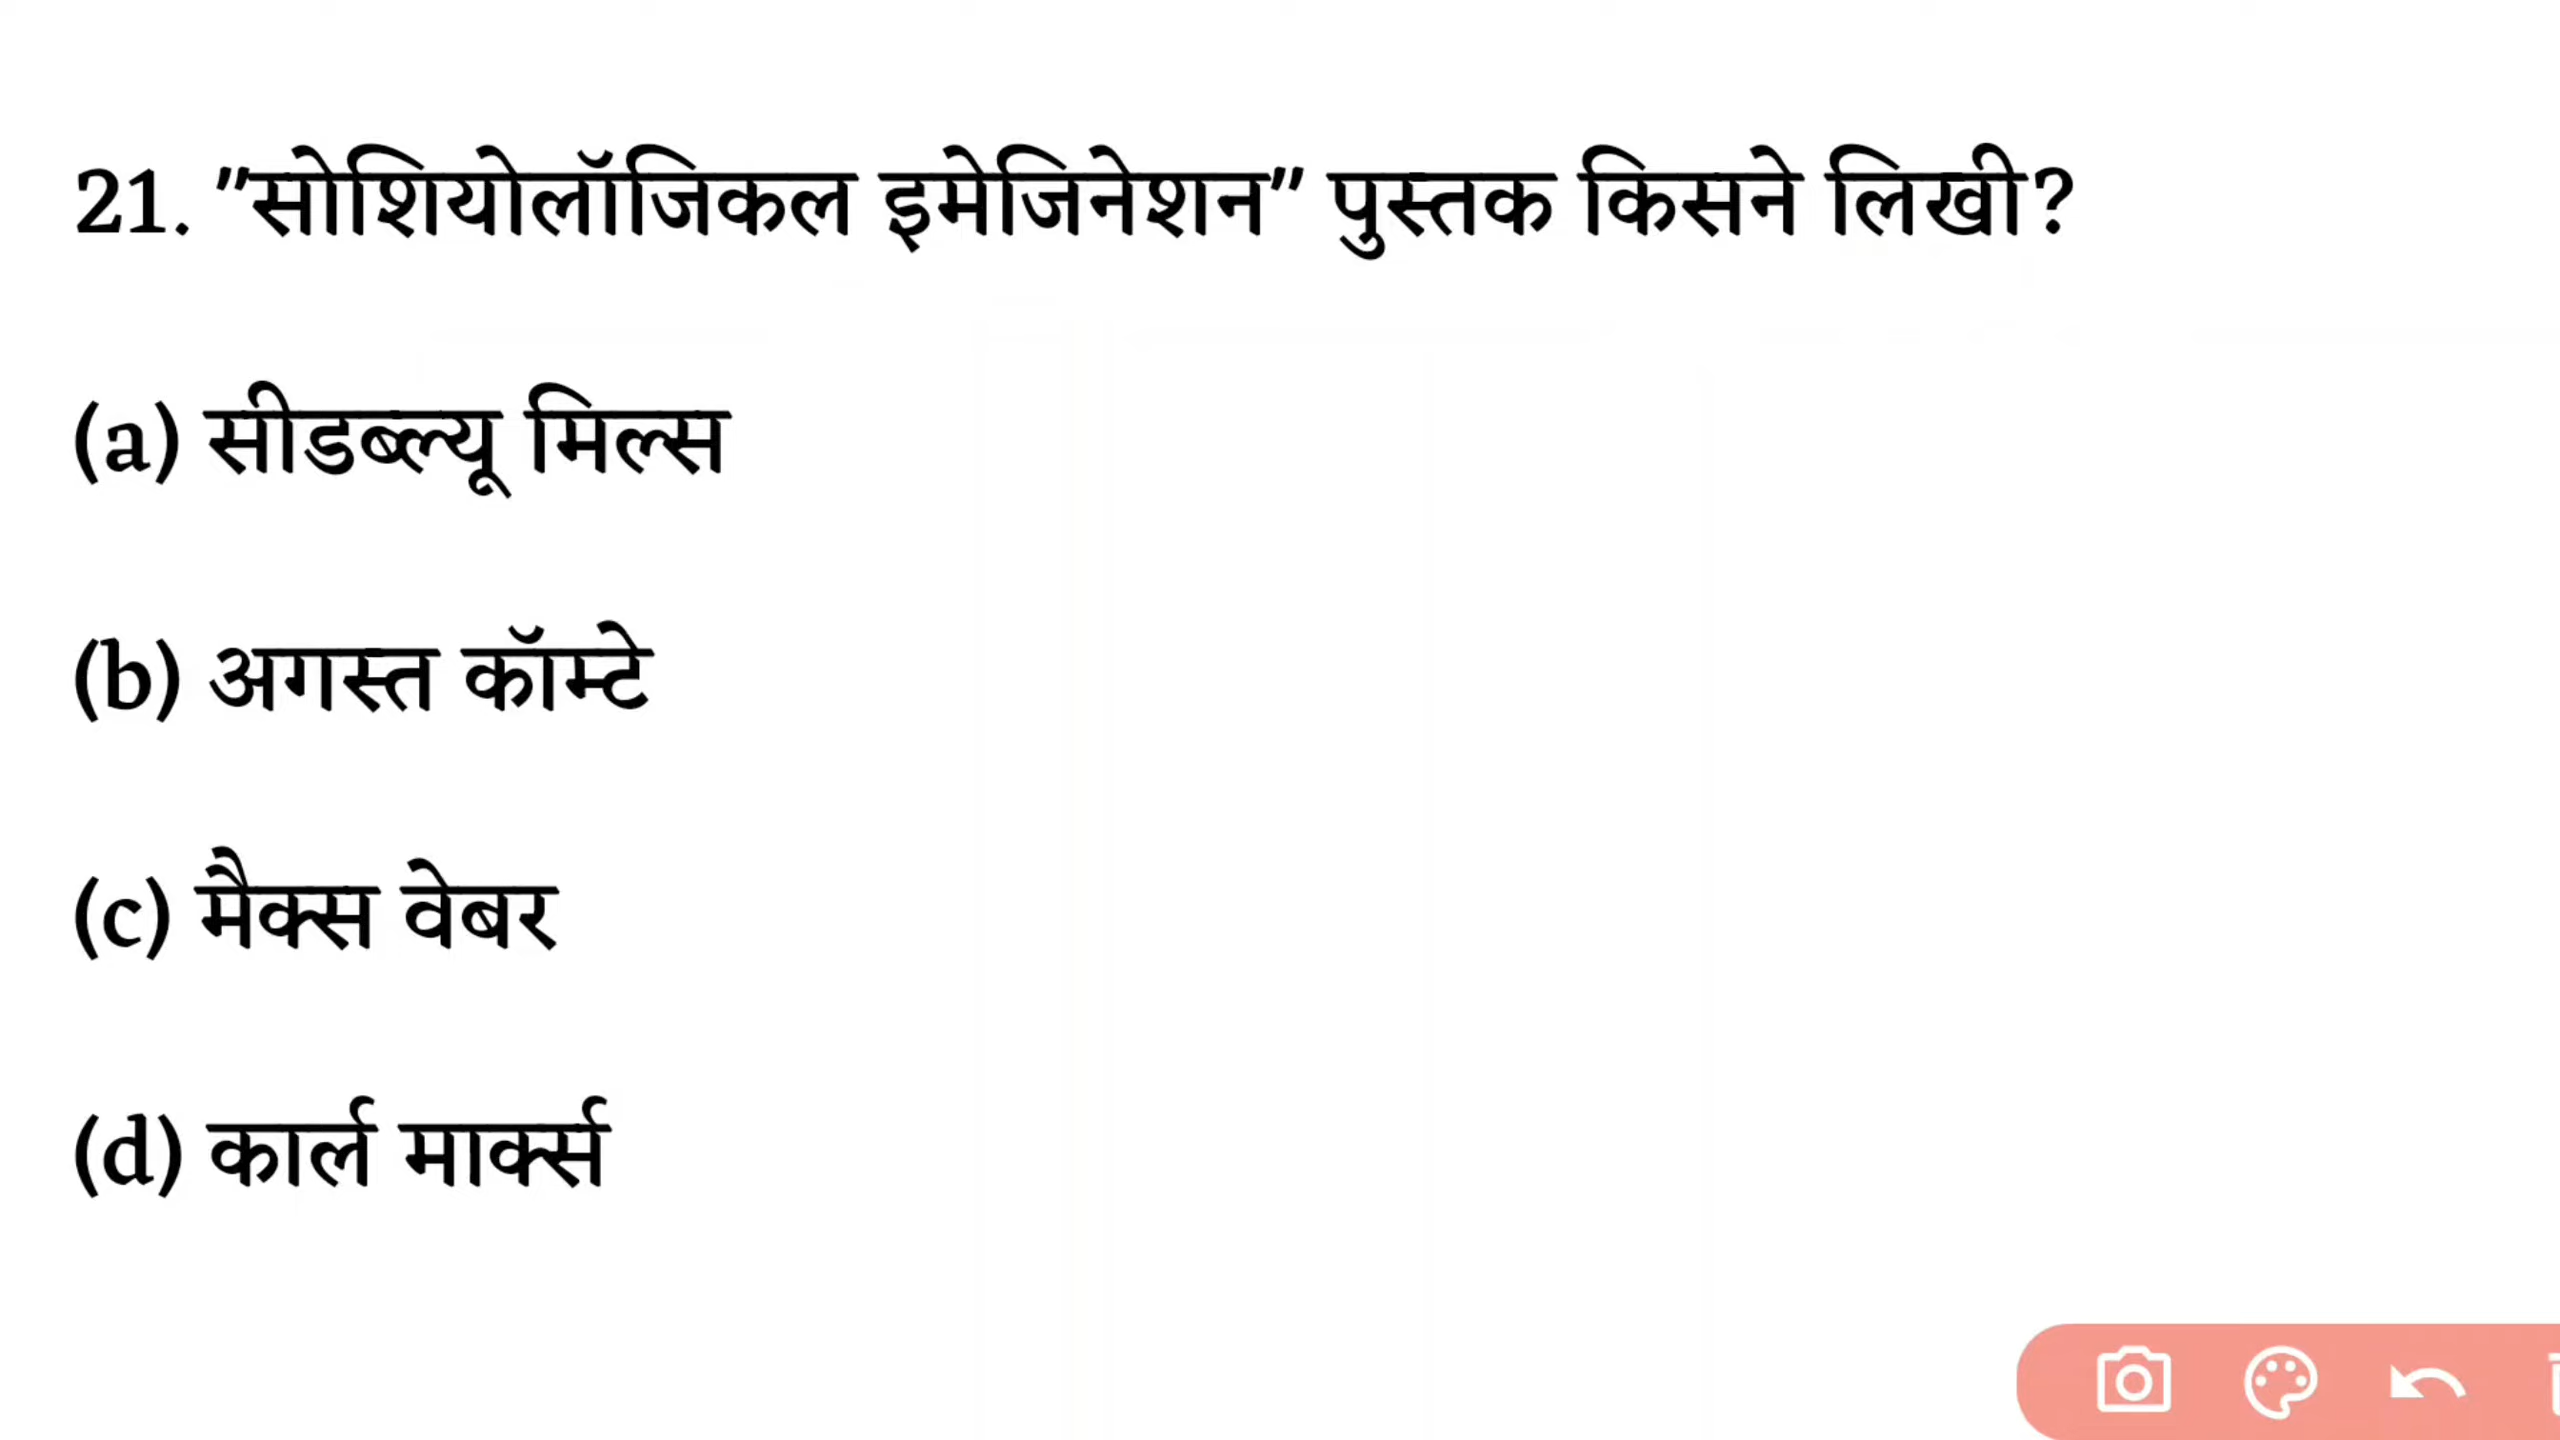 21. "सोशियोलॉजिकल इमेजिनेशन" पुस्तक किसने लिखी?
(a) सीडब्ल्यू मिल्स
(b) अगस्त कॉम्टे
(c) मैक्स वेबर
(d) कार्ल मार्क्स